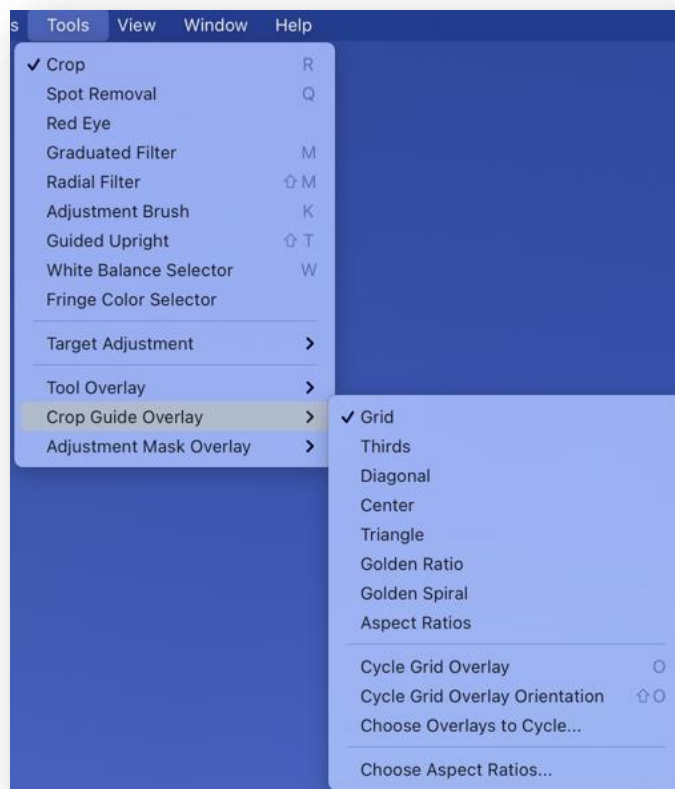 s Tools View Window Help
✓ Crop R
Spot Removal Q
Red Eye
Graduated Filter M
Radial Filter ⇧ M
Adjustment Brush K
Guided Upright ⇧ T
White Balance Selector W
Fringe Color Selector
Target Adjustment >
Tool Overlay >
Crop Guide Overlay >
Adjustment Mask Overlay >
✓ Grid
Thirds
Diagonal
Center
Triangle
Golden Ratio
Golden Spiral
Aspect Ratios
Cycle Grid Overlay O
Cycle Grid Overlay Orientation ⇧ O
Choose Overlays to Cycle...
Choose Aspect Ratios...